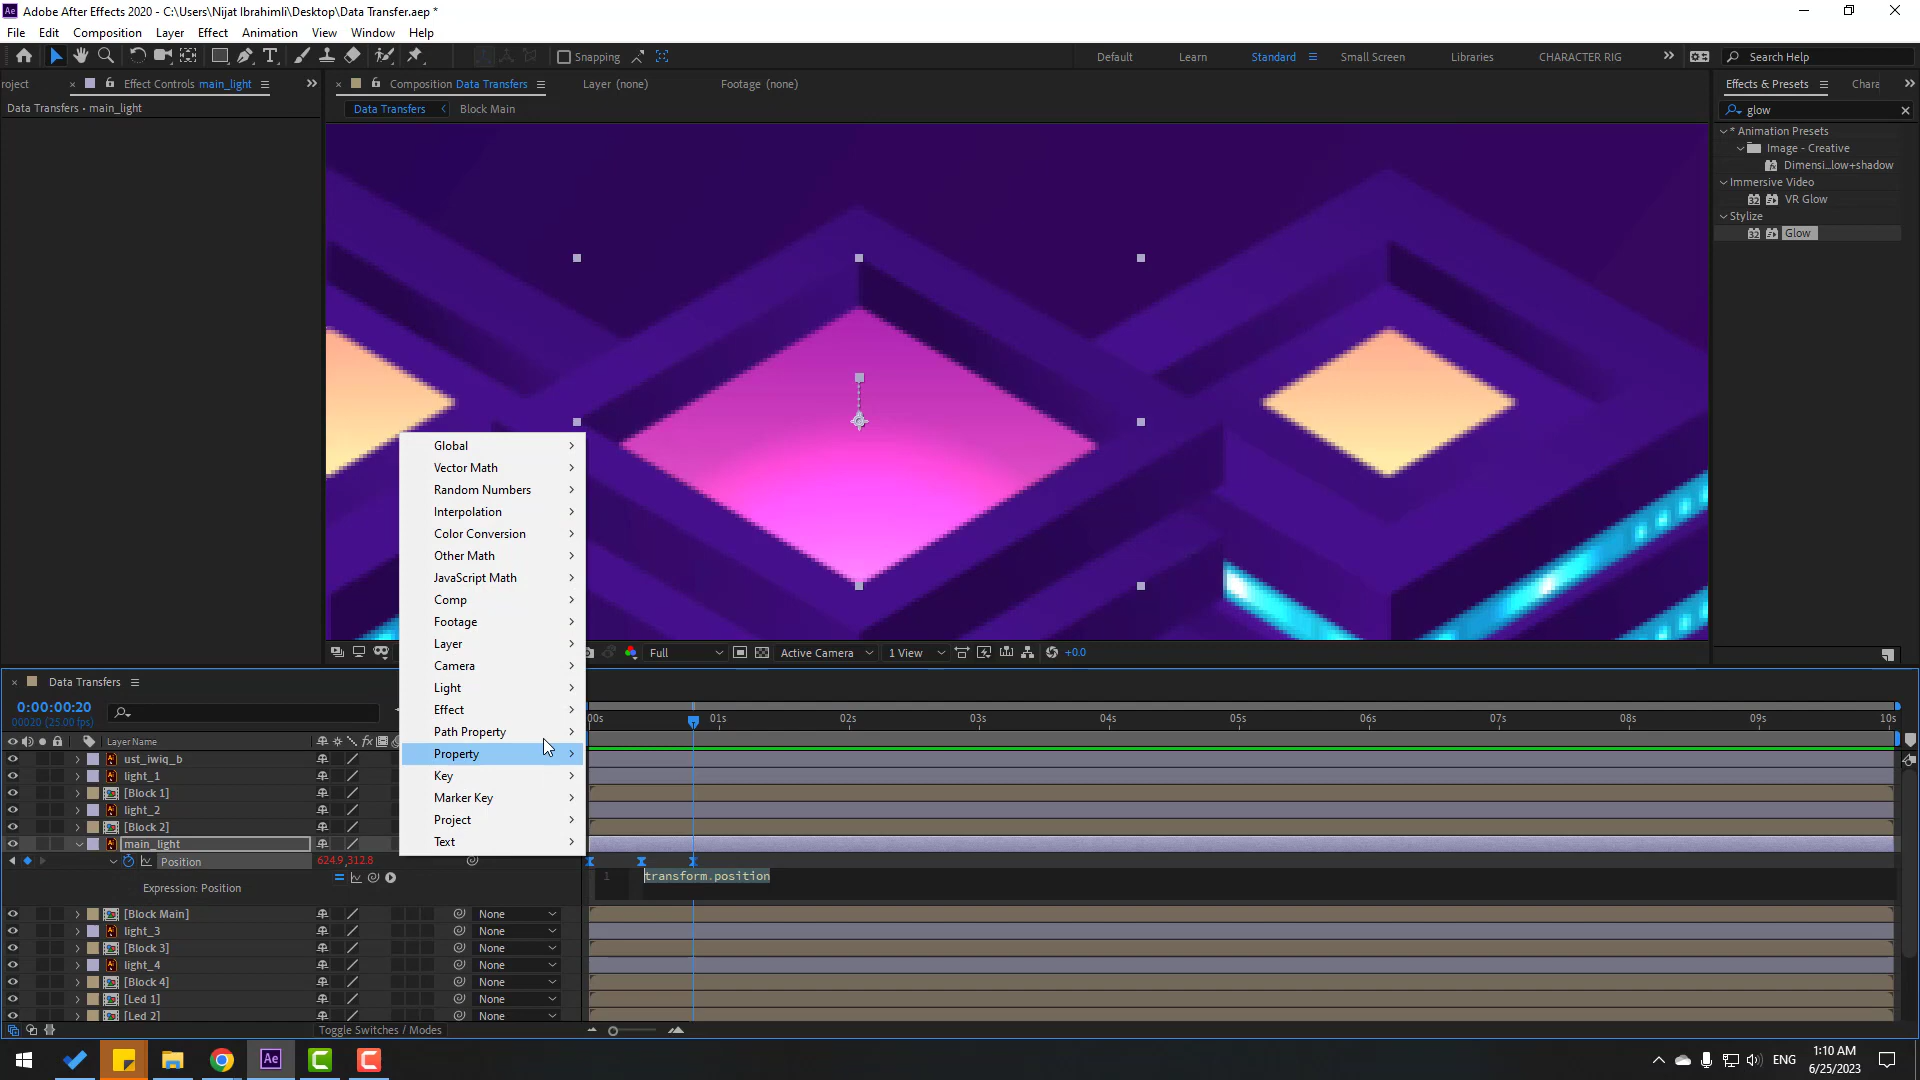 Adobe After Effects 2020 - C:\Users\Nijat Ibrahimli\Desktop\Data Transfer.aep *
File Edit Composition Layer Effect Animation View Window Help
Snapping
Default Learn Standard Small Screen Libraries CHARACTER RIG
Search Help
roject
Effect Controls main_light
Composition Data Transfers
Layer (none)
Footage (none)
Effects & Presets
Chara
Data Transfers • main_light
Data Transfers
Block Main
glow
* Animation Presets
Image - Creative
Dimensi...low+shadow
Immersive Video
VR Glow
Stylize
Glow
Global
Vector Math
Random Numbers
Interpolation
Color Conversion
Other Math
JavaScript Math
Comp
Footage
Layer
Camera
Light
Effect
Path Property
Property
Key
Marker Key
Project
Text
Full
Active Camera
1 View
+0.0
Data Transfers
0:00:00:20
00020 (25.00 fps)
:00s 01s 02s 03s 04s 05s 06s 07s 08s 09s 10s
Layer Name
ust_iwiq_b
light_1
[Block 1]
light_2
[Block 2]
main_light
Position
624.9,312.8
1 transform.position
Expression: Position
[Block Main] None
light_3 None
[Block 3] None
light_4 None
[Block 4] None
[Led 1] None
[Led 2] None
Toggle Switches / Modes
ENG
1:10 AM
6/25/2023